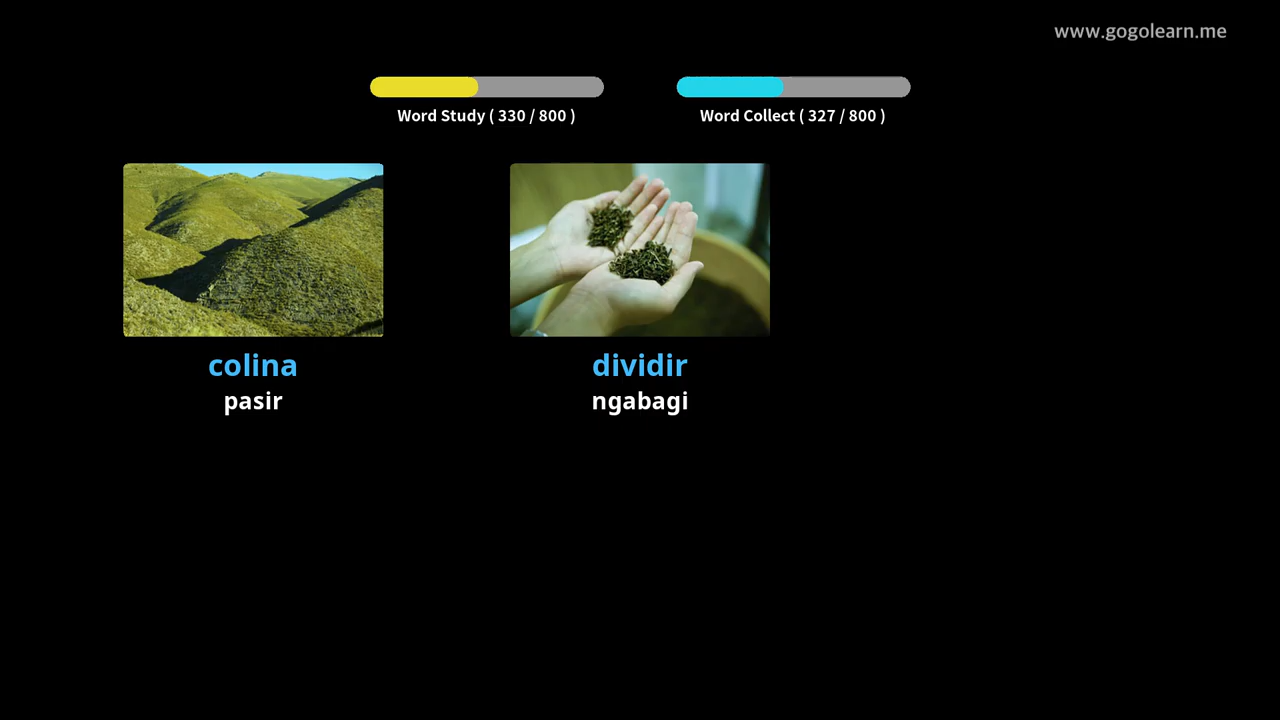 www.gogolearn.me
Word Study ( 330 / 800 )
Word Collect ( 327 / 800 )
colina
pasir
dividir
ngabagi